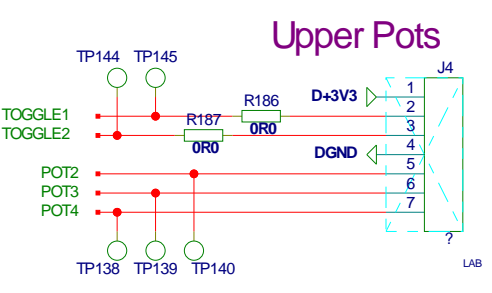 Upper Pots
TP144 TP145
J4
R186
D+3V3
1
TOGGLE1
0R0
2
R187
TOGGLE2
0R0
3
DGND
4
POT2
5
POT3
6
POT4
7
?
TP138 TP139 TP140
LAB